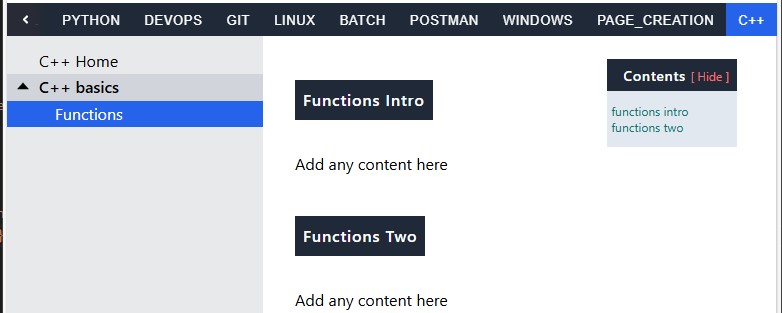 PYTHON DEVOPS GIT LINUX BATCH POSTMAN WINDOWS PAGE_CREATION C++
C++ Home
C++ basics
Functions
Functions Intro
Add any content here
Functions Two
Add any content here
Contents [ Hide ]
functions intro
functions two